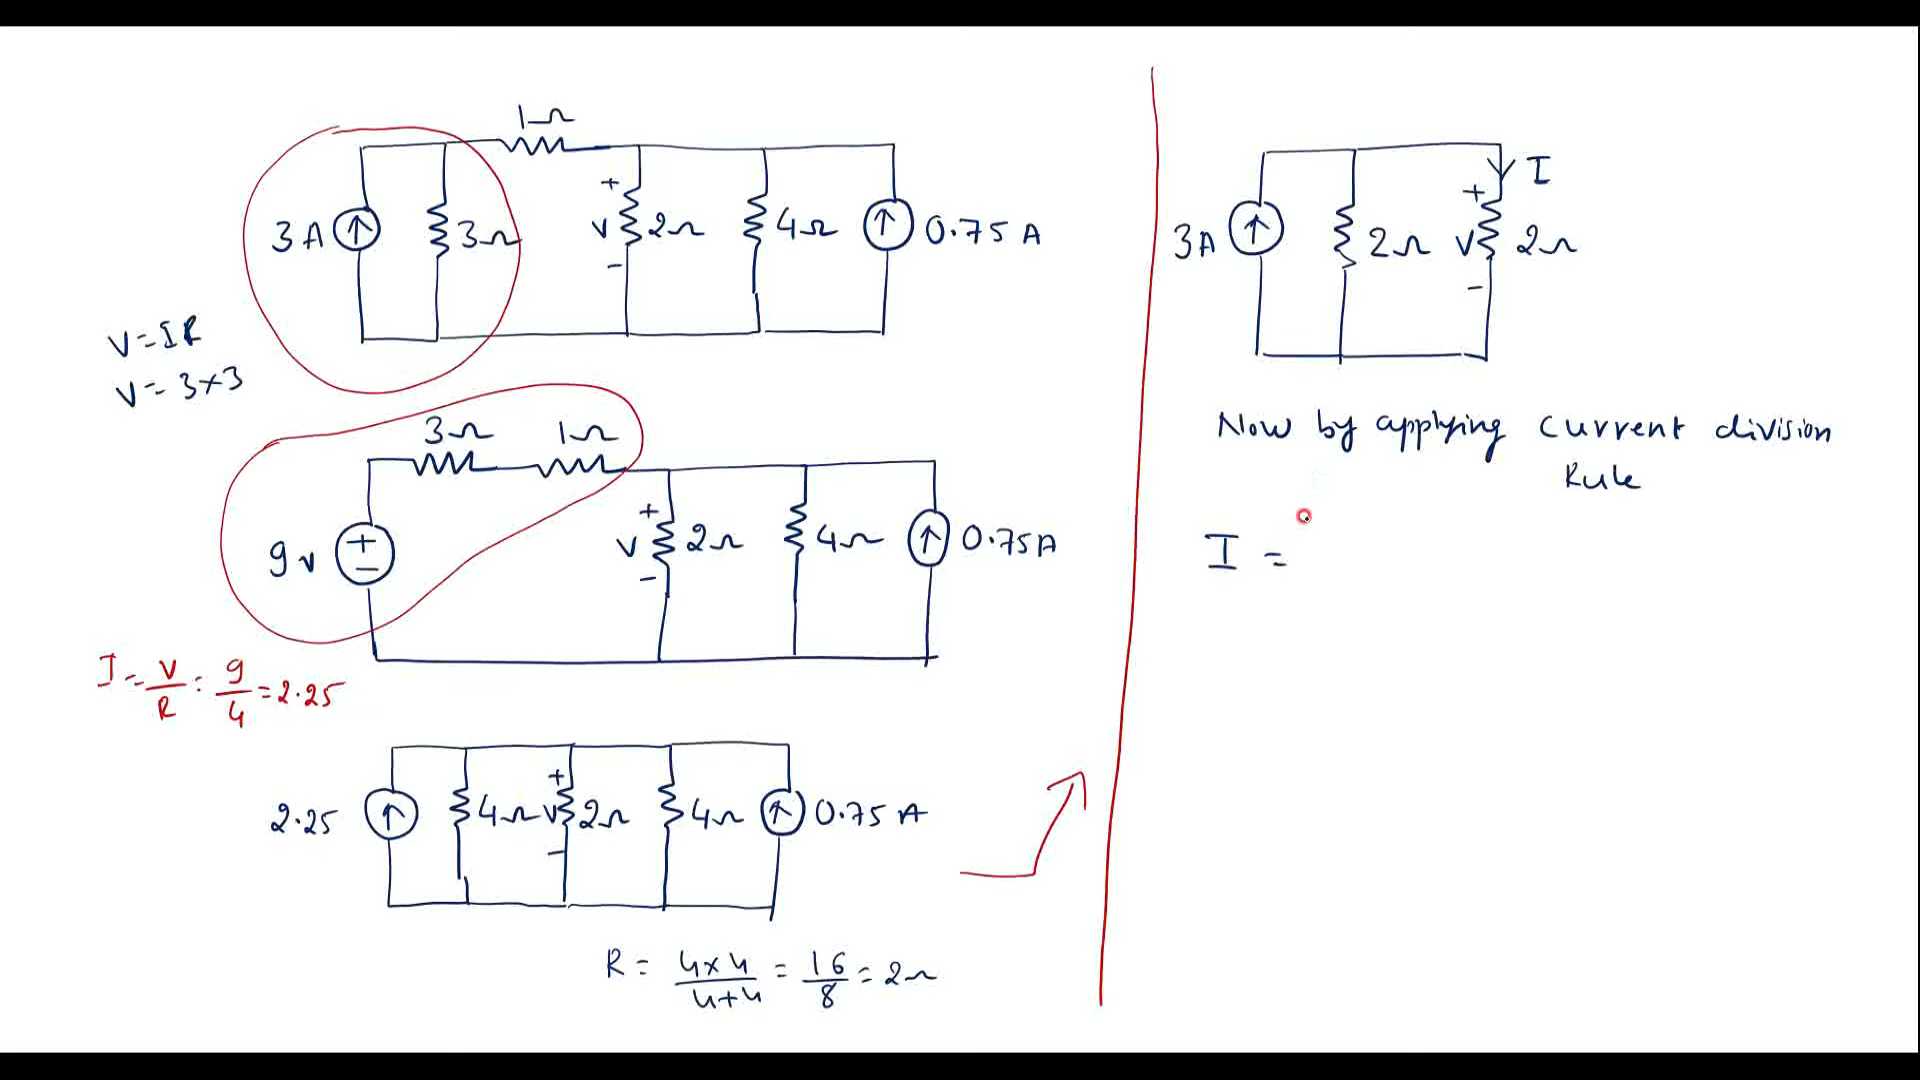 1Ω
3A 3Ω + V - 2Ω 4Ω 0.75 A
V = IR
V = 3×3
3Ω 1Ω
9v + - + V - 2Ω 4Ω 0.75A
I = V/R = 9/4 = 2.25
2.25 4Ω + V - 2Ω 4Ω 0.75 A
R = 4×4/4+4 = 16/8 = 2Ω
I
3A 2Ω + V - 2Ω
Now by applying current division
Rule
I =